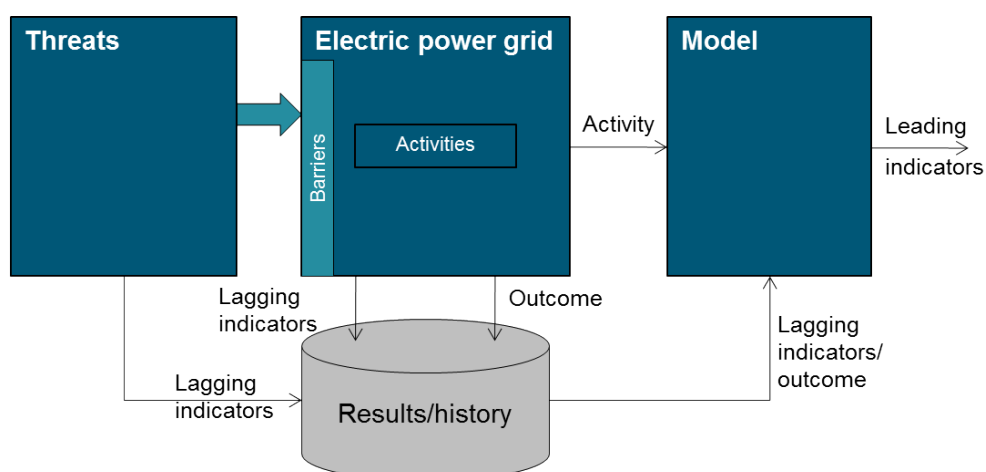 Threats
Electric power grid
Model
Barriers
Activities
Activity
Leading
indicators
Lagging
indicators
Outcome
Lagging
indicators
Results/history
Lagging
indicators/
outcome